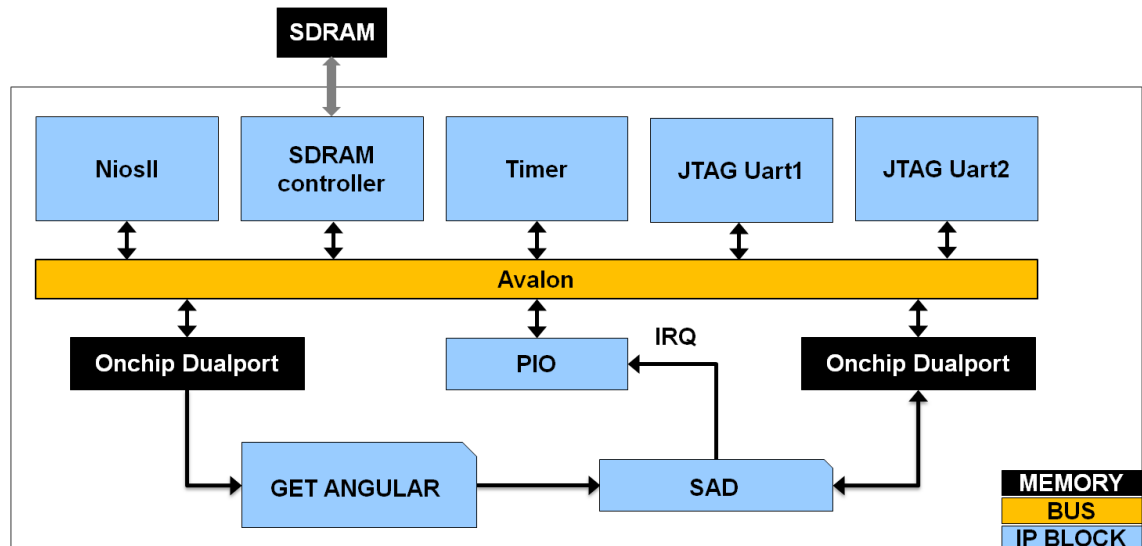 SDRAM
NiosII
SDRAM
controller
Timer
JTAG Uart1
JTAG Uart2
Avalon
IRQ
Onchip Dualport
PIO
Onchip Dualport
GET ANGULAR
SAD
MEMORY
BUS
IP BLOCK